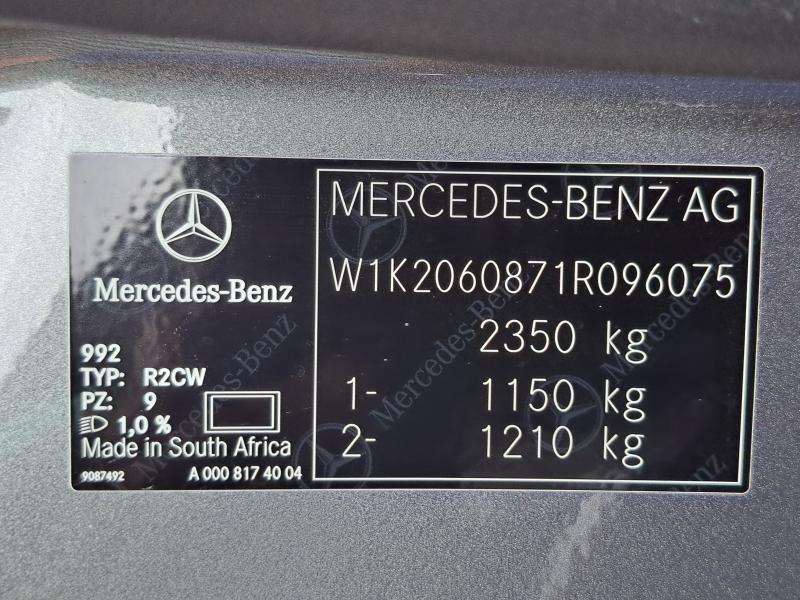 Mercedes-Benz
992
TYP: R2CW
PZ: 9
1,0 %
Made in South Africa
9087492 A 000 817 40 04
MERCEDES-BENZ AG
W1K2060871R096075
2350 kg
1- 1150 kg
2- 1210 kg